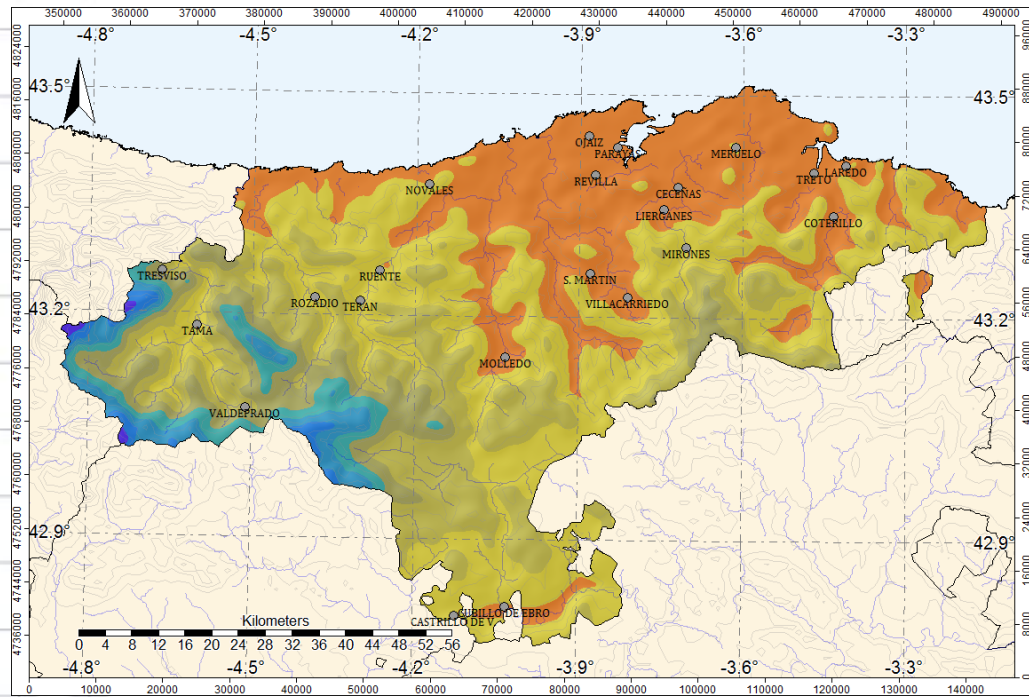 350000 360000 370000 380000 390000 400000 410000 420000 430000 440000 450000 460000 470000 480000 490000
-4.8° -4.5° -4.2° -3.9° -3.6° -3.3°
4824000
43.5° 43.5°
4816000
4808000
4800000
4792000
4784000
4776000
4768000
4760000
4752000
4744000
4736000
OJAIZ
PARAYAS
MERUELO
REVILLA
TRETO LAREDO
NOVALES
CECEÑAS
LIERGANES
COTERILLO
MIRONES
TRESVISO
RUENTE
S. MARTIN
ROZADIO TERAN
VILLACARRIEDO
43.2° 43.2°
TAMA
MOLLEDO
VALDEPRADO
42.9° 42.9°
CUBILLO DE EBRO
CASTRILLO DE V
Kilometers
0 4 8 12 16 20 24 28 32 36 40 44 48 52 56
-4.8° -4.5° -4.2° -3.9° -3.6° -3.3°
0 10000 20000 30000 40000 50000 60000 70000 80000 90000 100000 110000 120000 130000 140000